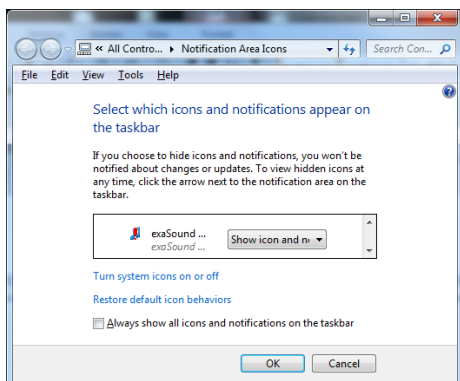 « All Contro... ▸ Notification Area Icons
Search Con...
File Edit View Tools Help
Select which icons and notifications appear on
the taskbar
If you choose to hide icons and notifications, you won't be
notified about changes or updates. To view hidden icons at
any time, click the arrow next to the notification area on the
taskbar.
exaSound ...
exaSound ...
Show icon and n
Turn system icons on or off
Restore default icon behaviors
Always show all icons and notifications on the taskbar
OK Cancel